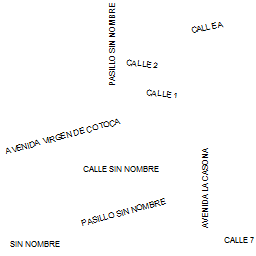 CALLE A
PASILLO SIN NOMBRE
CALLE 2
CALLE 1
AVENIDA VIRGEN DE COTOCA
CALLE SIN NOMBRE
AVENIDA LA CASONA
PASILLO SIN NOMBRE
CALLE 7
SIN NOMBRE